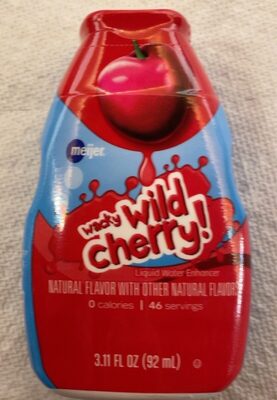 meijer
wacky wild
cherry!
Liquid Water Enhancer
NATURAL FLAVOR WITH OTHER NATURAL FLAVORS
0 calories | 46 servings
3.11 FL OZ (92 mL)